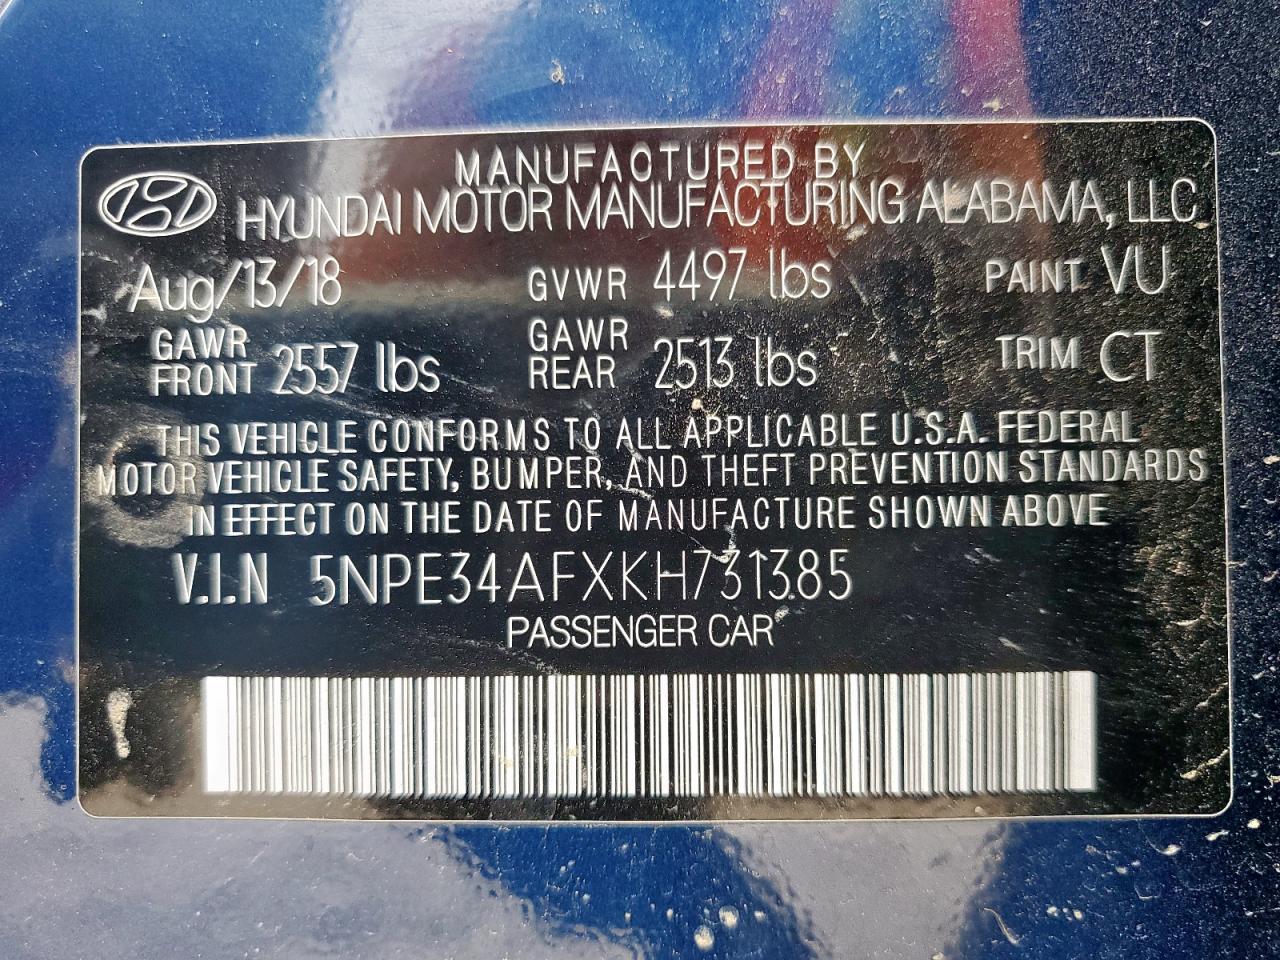 MANUFACTURED BY
HYUNDAI MOTOR MANUFACTURING ALABAMA, LLC
Aug/13/18 GVWR 4497 lbs PAINT VU
GAWR FRONT 2557 lbs GAWR REAR 2513 lbs TRIM CT
THIS VEHICLE CONFORMS TO ALL APPLICABLE U.S.A. FEDERAL
MOTOR VEHICLE SAFETY, BUMPER, AND THEFT PREVENTION STANDARDS
IN EFFECT ON THE DATE OF MANUFACTURE SHOWN ABOVE
V.I.N 5NPE34AFXKH731385
PASSENGER CAR